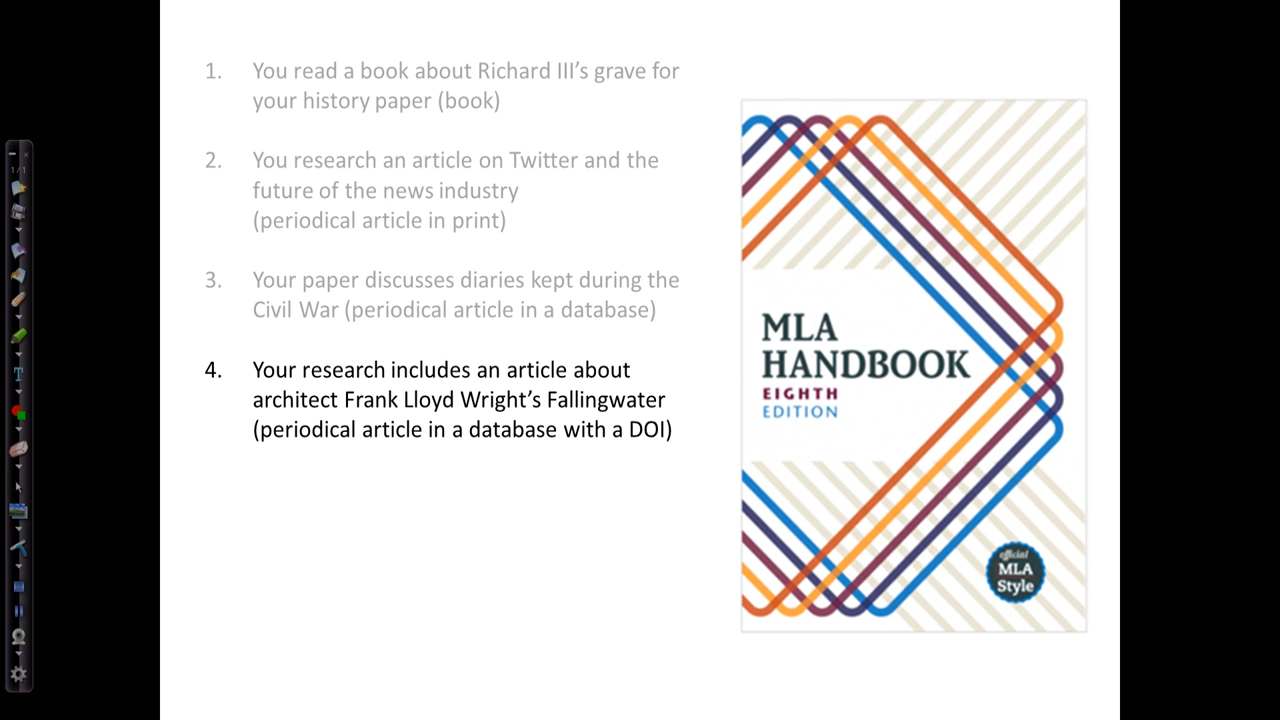 1. You read a book about Richard III’s grave for
your history paper (book)
2. You research an article on Twitter and the
future of the news industry
(periodical article in print)
3. Your paper discusses diaries kept during the
Civil War (periodical article in a database)
4. Your research includes an article about
architect Frank Lloyd Wright’s Fallingwater
(periodical article in a database with a DOI)
MLA
HANDBOOK
EIGHTH
EDITION
official
MLA
Style
1/1
T